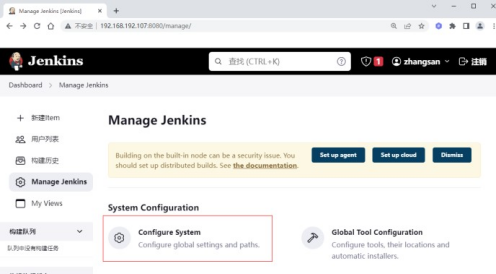 Manage Jenkins [Jenkins]
不安全 | 192.168.192.107:8080/manage/
Jenkins
查找 (CTRL+K)
1
zhangsan
注销
Dashboard > Manage Jenkins
新建Item
用户列表
构建历史
Manage Jenkins
My Views
构建队列
队列中没有构建任务
Manage Jenkins
Building on the built-in node can be a security issue. You should set up distributed builds. See the documentation.
Set up agent
Set up cloud
Dismiss
System Configuration
Configure System
Configure global settings and paths.
Global Tool Configuration
Configure tools, their locations and
automatic installers.